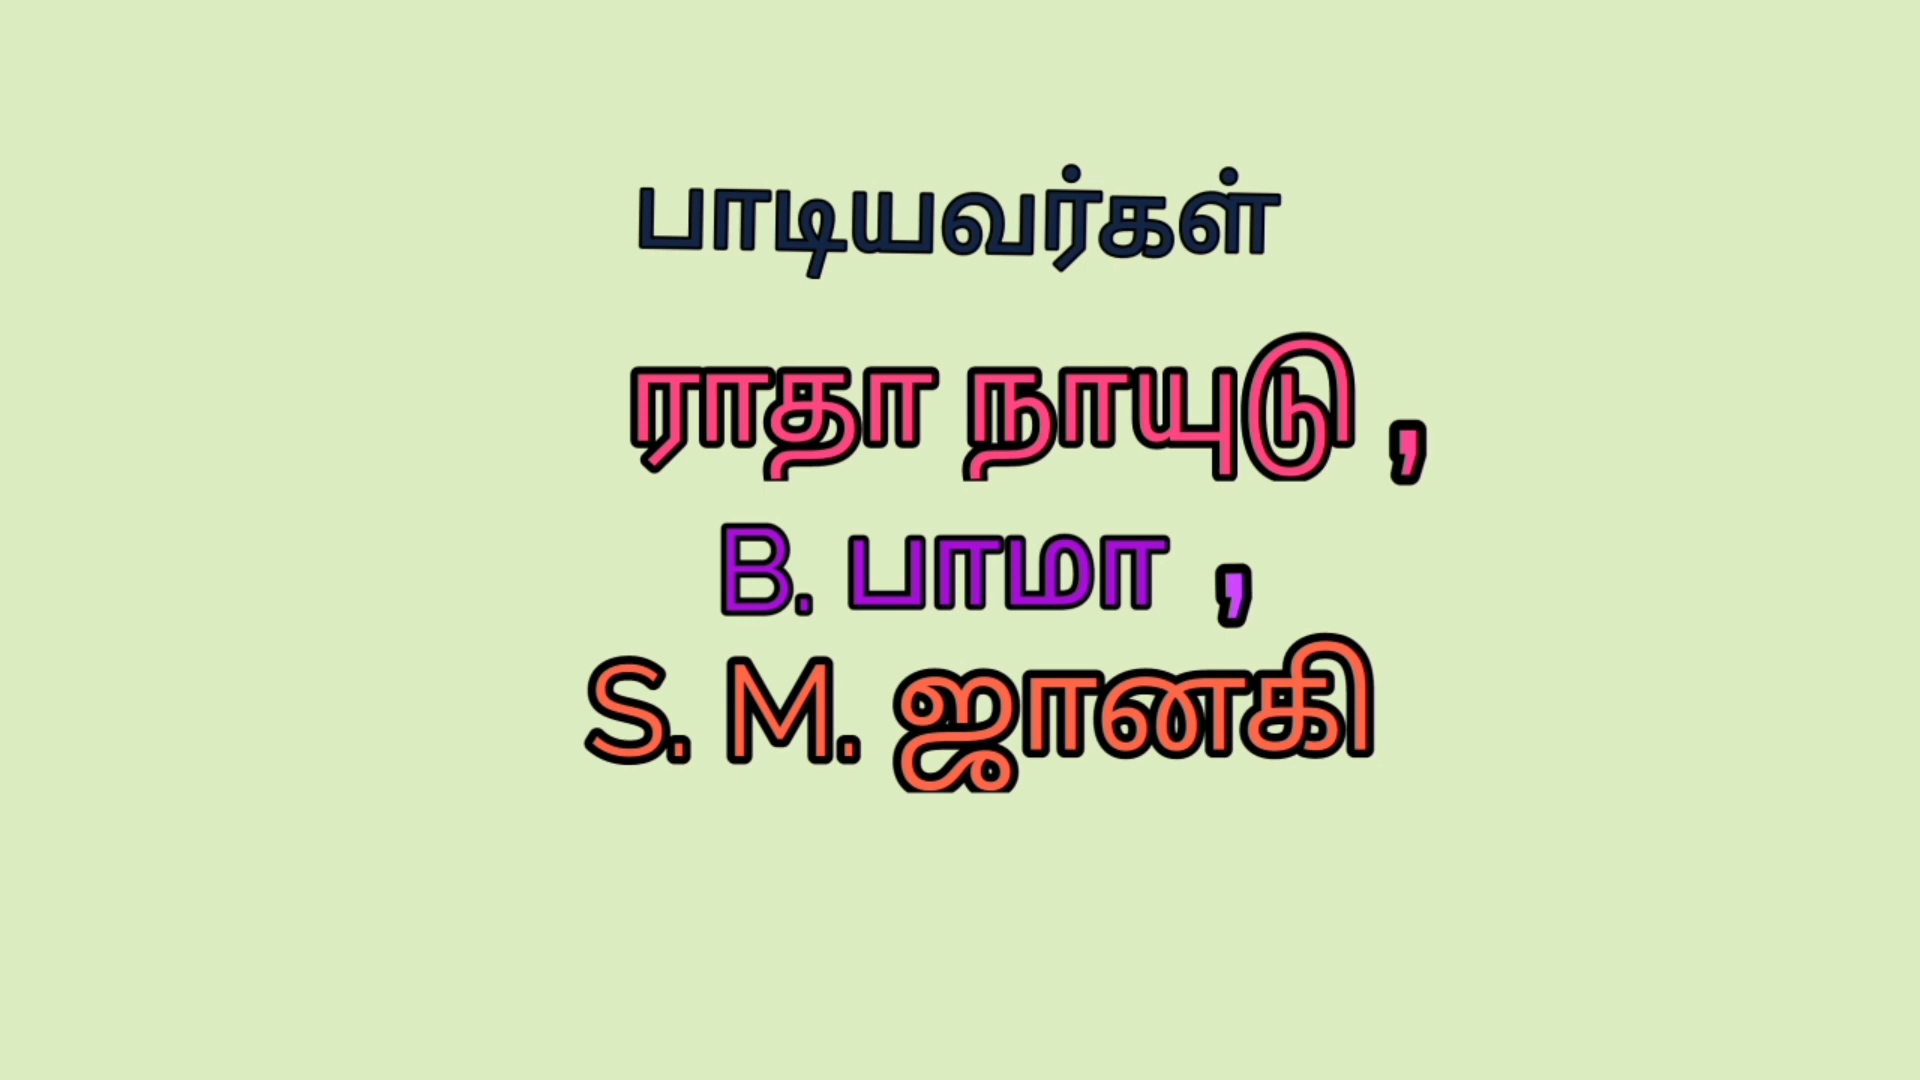 பாடியவர்கள்
ராதா நாயுடு ,
B. பாமா ,
S. M. ஜானகி